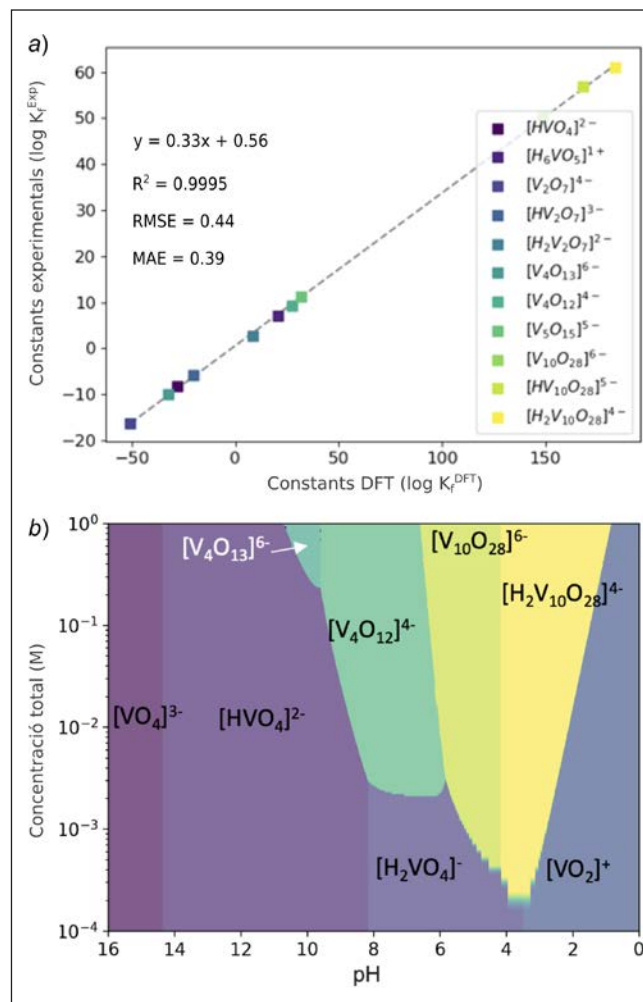 a)
Constants experimentals (log K_f^Exp)
60
50
40
30
20
10
0
−10
−20
y = 0.33x + 0.56
R² = 0.9995
RMSE = 0.44
MAE = 0.39
[HVO₄]²⁻
[H₆VO₅]¹⁺
[V₂O₇]⁴⁻
[HV₂O₇]³⁻
[H₂V₂O₇]²⁻
[V₄O₁₃]⁶⁻
[V₄O₁₂]⁴⁻
[V₅O₁₅]⁵⁻
[V₁₀O₂₈]⁶⁻
[HV₁₀O₂₈]⁵⁻
[H₂V₁₀O₂₈]⁴⁻
−50 0 50 100 150
Constants DFT (log K_f^DFT)
b)
Concentració total (M)
10⁰
10⁻¹
10⁻²
10⁻³
10⁻⁴
[V₄O₁₃]⁶⁻
[V₁₀O₂₈]⁶⁻
[H₂V₁₀O₂₈]⁴⁻
[V₄O₁₂]⁴⁻
[VO₄]³⁻
[HVO₄]²⁻
[H₂VO₄]⁻
[VO₂]⁺
16 14 12 10 8 6 4 2 0
pH